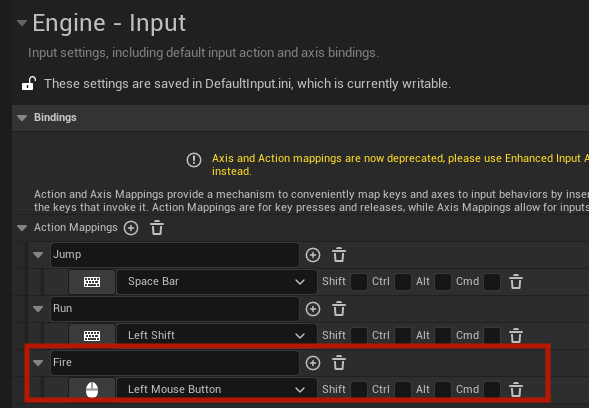 Engine - Input
Input settings, including default input action and axis bindings.
These settings are saved in DefaultInput.ini, which is currently writable.
Bindings
Axis and Action mappings are now deprecated, please use Enhanced Input A
instead.
Action and Axis Mappings provide a mechanism to conveniently map keys and axes to input behaviors by inser
the keys that invoke it. Action Mappings are for key presses and releases, while Axis Mappings allow for inputs
Action Mappings
Jump
Space Bar Shift Ctrl Alt Cmd
Run
Left Shift Shift Ctrl Alt Cmd
Fire
Left Mouse Button Shift Ctrl Alt Cmd